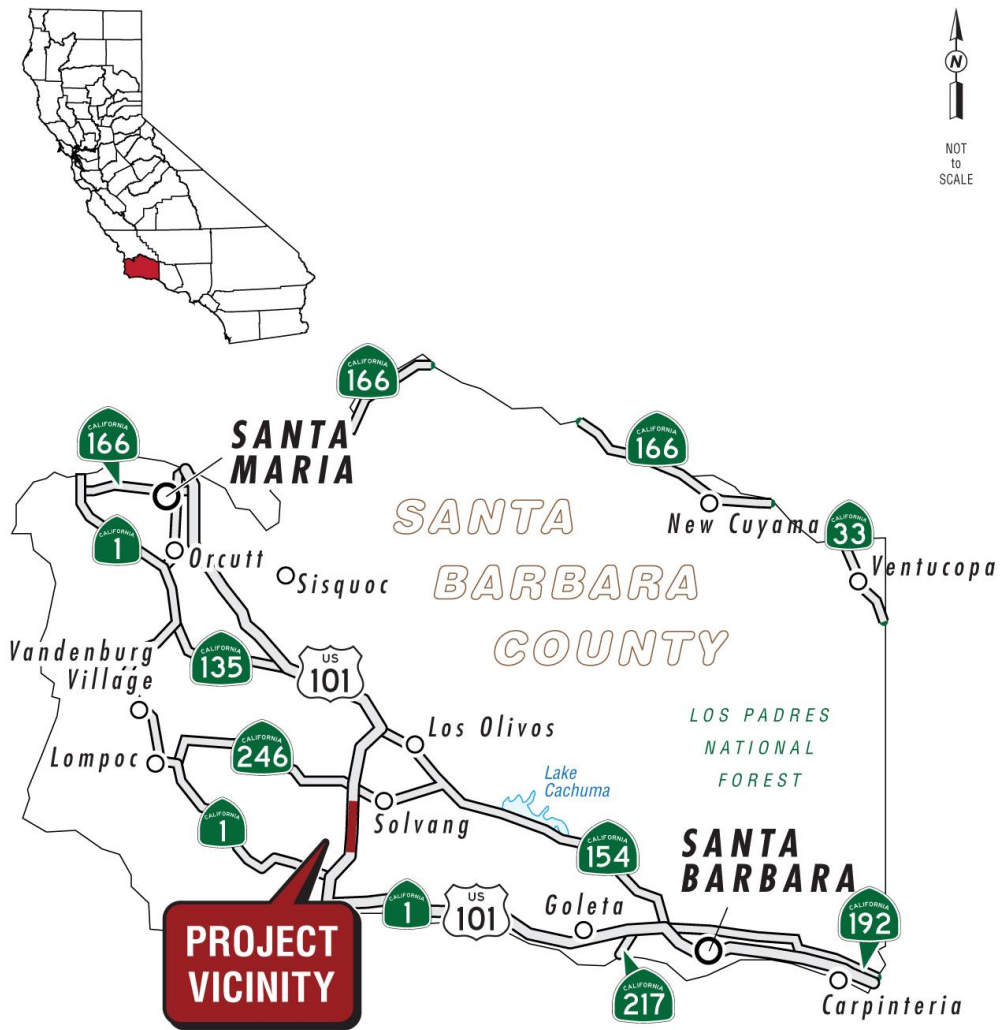 N
NOT
to
SCALE
CALIFORNIA
166
CALIFORNIA
166
SANTA
MARIA
CALIFORNIA
166
SANTA
BARBARA
COUNTY
New Cuyama
CALIFORNIA
33
Ventucopa
CALIFORNIA
1
Orcutt
Sisquoc
Vandenburg
Village
CALIFORNIA
135
US
101
Los Olivos
LOS PADRES
NATIONAL
FOREST
Lompoc
CALIFORNIA
246
Solvang
Lake
Cachuma
CALIFORNIA
1
CALIFORNIA
154
SANTA
BARBARA
PROJECT
VICINITY
CALIFORNIA
1
US
101
Goleta
CALIFORNIA
192
CALIFORNIA
217
Carpinteria